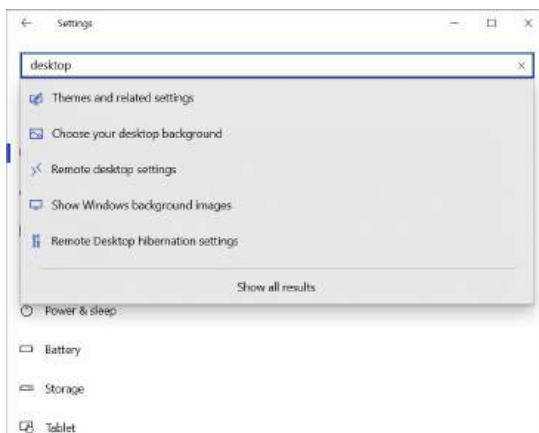 Settings
desktop
Themes and related settings
Choose your desktop background
Remote desktop settings
Show Windows background images
Remote Desktop hibernation settings
Show all results
Power & sleep
Battery
Storage
Tablet